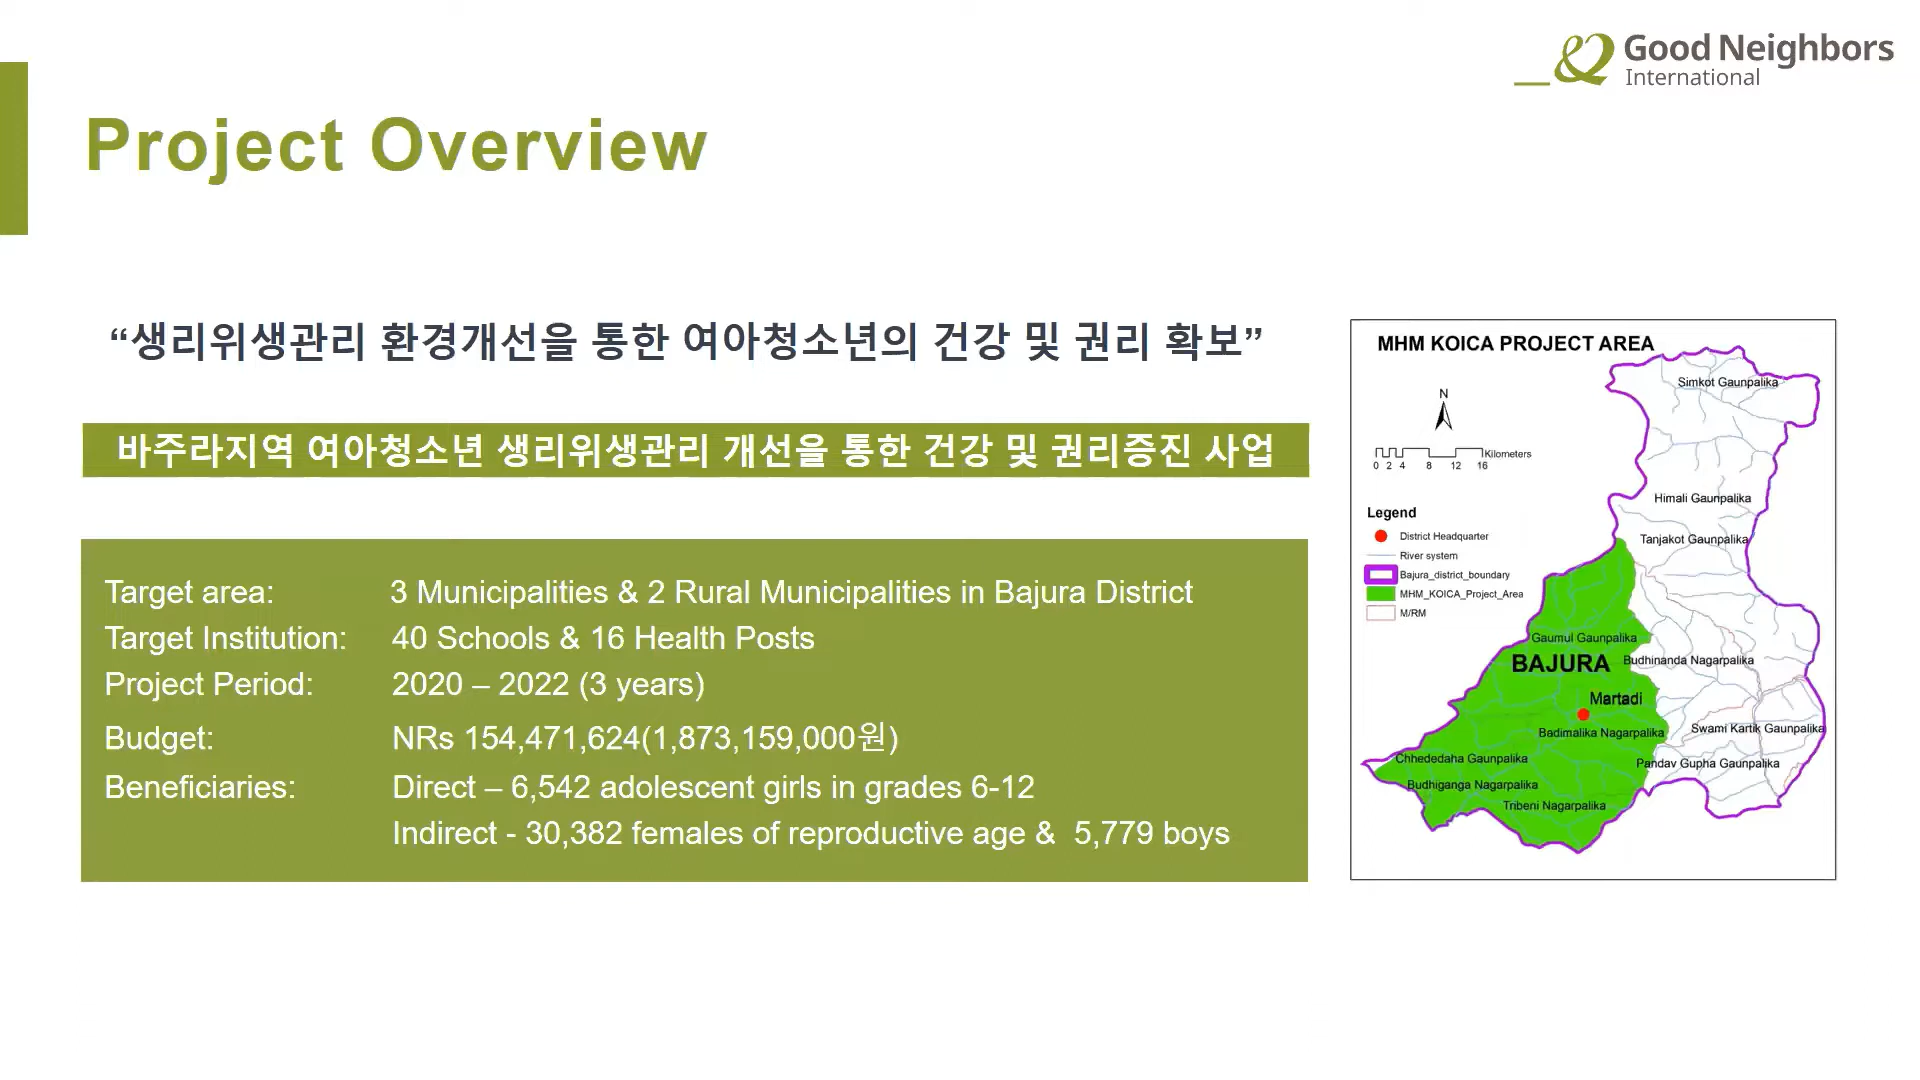 Good Neighbors
International
Project Overview
“생리위생관리 환경개선을 통한 여아청소년의 건강 및 권리 확보”
바주라지역 여아청소년 생리위생관리 개선을 통한 건강 및 권리증진 사업
Target area: 3 Municipalities & 2 Rural Municipalities in Bajura District
Target Institution: 40 Schools & 16 Health Posts
Project Period: 2020 – 2022 (3 years)
Budget: NRs 154,471,624(1,873,159,000원)
Beneficiaries: Direct – 6,542 adolescent girls in grades 6-12
Indirect - 30,382 females of reproductive age & 5,779 boys
MHM KOICA PROJECT AREA
N
Kilometers
0 2 4 8 12 16
Legend
District Headquarter
River system
Bajura_district_boundary
MHM_KOICA_Project_Area
M/RM
Simkot Gaunpalika
Himali Gaunpalika
Tanjakot Gaunpalika
Gaumul Gaunpalika
BAJURA
Budhinanda Nagarpalika
Martadi
Badimalika Nagarpalika
Swami Kartik Gaunpalika
Chhededaha Gaunpalika
Pandav Gupha Gaunpalika
Budhiganga Nagarpalika
Tribeni Nagarpalika